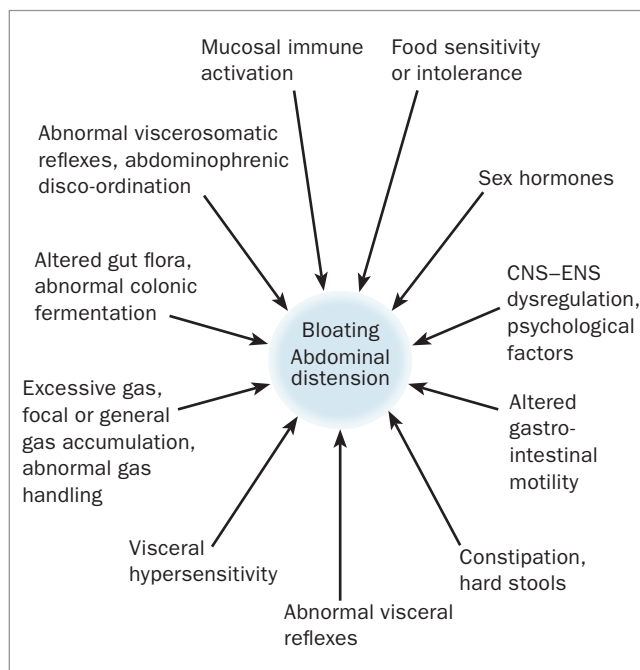 Mucosal immune
activation
Food sensitivity
or intolerance
Abnormal viscerosomatic
reflexes, abdominophrenic
disco-ordination
Sex hormones
Altered gut flora,
abnormal colonic
fermentation
CNS–ENS
dysregulation,
psychological
factors
Bloating
Abdominal
distension
Excessive gas,
focal or general
gas accumulation,
abnormal gas
handling
Altered
gastro-
intestinal
motility
Visceral
hypersensitivity
Constipation,
hard stools
Abnormal visceral
reflexes